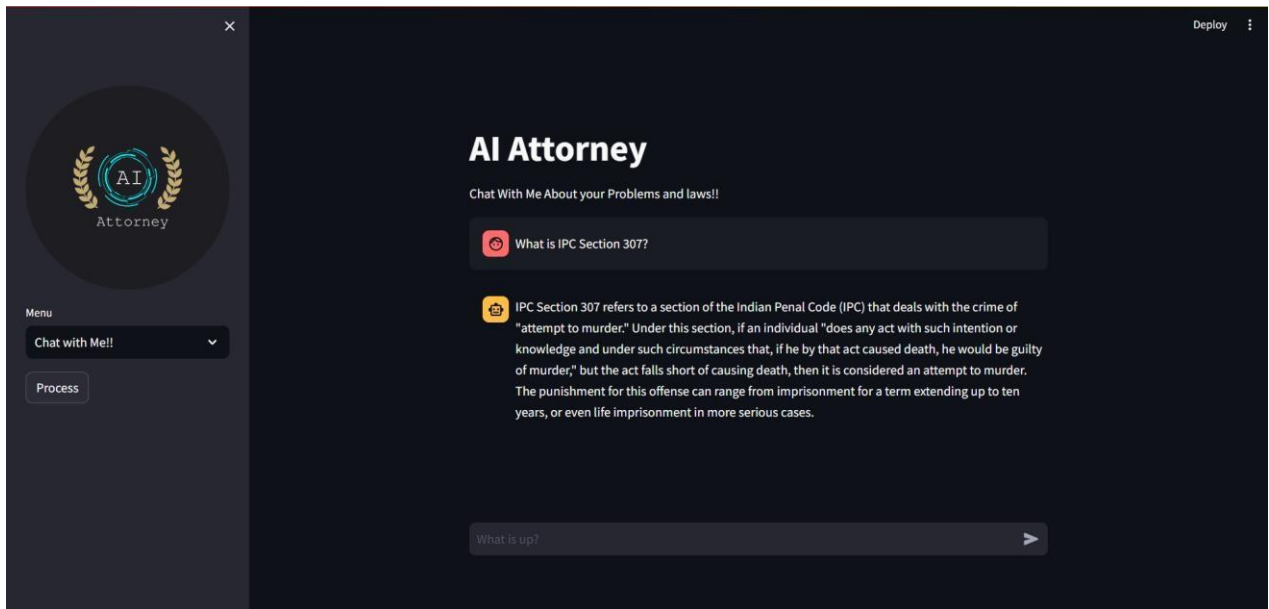 Deploy
AI
Attorney
Menu
Chat with Me!!
Process
AI Attorney
Chat With Me About your Problems and laws!!
What is IPC Section 307?
IPC Section 307 refers to a section of the Indian Penal Code (IPC) that deals with the crime of
"attempt to murder." Under this section, if an individual "does any act with such intention or
knowledge and under such circumstances that, if he by that act caused death, he would be guilty
of murder," but the act falls short of causing death, then it is considered an attempt to murder.
The punishment for this offense can range from imprisonment for a term extending up to ten
years, or even life imprisonment in more serious cases.
What is up?